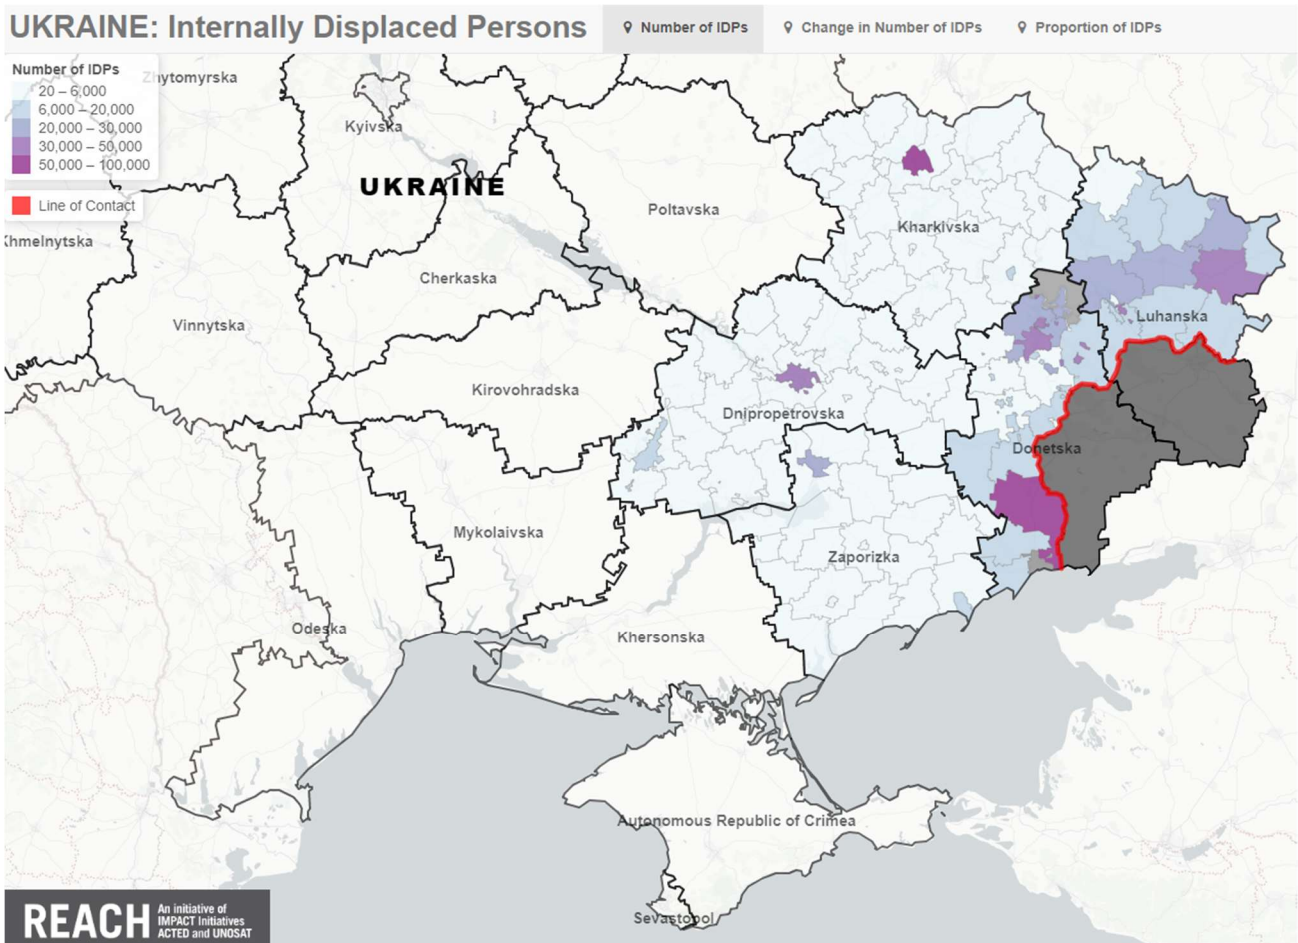 UKRAINE: Internally Displaced Persons
Number of IDPs
Change in Number of IDPs
Proportion of IDPs
Number of IDPs
20 – 6,000
6,000 – 20,000
20,000 – 30,000
30,000 – 50,000
50,000 – 100,000
Line of Contact
Zhytomyrska
Kyivska
UKRAINE
Poltavska
Kharkivska
Khmelnytska
Cherkaska
Vinnytska
Luhanska
Kirovohradska
Dnipropetrovska
Donetska
Mykolaivska
Zaporizka
Odeska
Khersonska
Autonomous Republic of Crimea
Sevastopol
REACH
An initiative of
IMPACT Initiatives
ACTED and UNOSAT